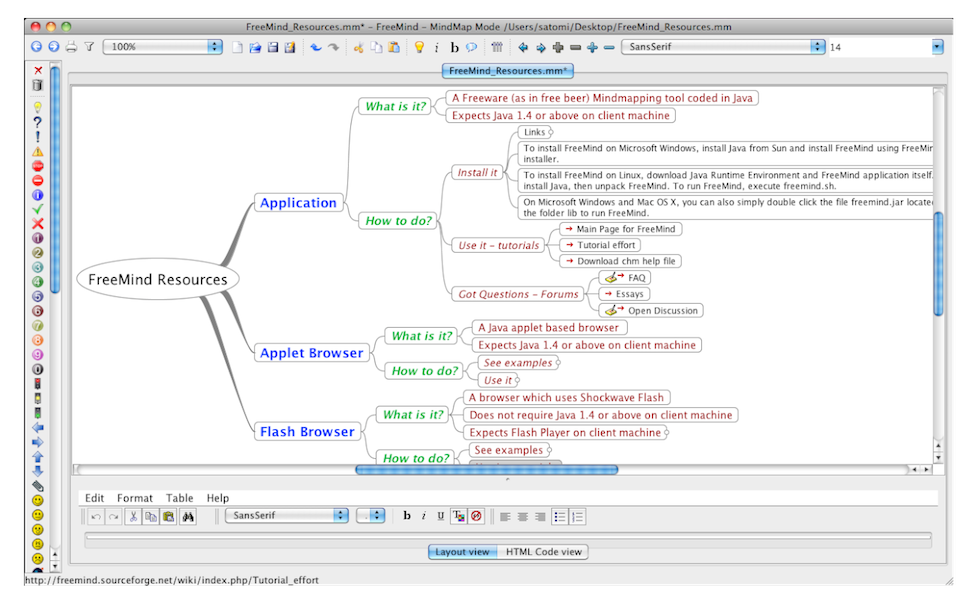 FreeMind_Resources.mm* – FreeMind – MindMap Mode /Users/satomi/Desktop/FreeMind_Resources.mm
100%
SansSerif
14
FreeMind_Resources.mm*
FreeMind Resources
Application
What is it?
A Freeware (as in free beer) Mindmapping tool coded in Java
Expects Java 1.4 or above on client machine
How to do?
Install it
Links
To install FreeMind on Microsoft Windows, install Java from Sun and install FreeMind using FreeMin
installer.
To install FreeMind on Linux, download Java Runtime Environment and FreeMind application itself.
install Java, then unpack FreeMind. To run FreeMind, execute freemind.sh.
On Microsoft Windows and Mac OS X, you can also simply double click the file freemind.jar locate
the folder lib to run FreeMind.
Use it – tutorials
Main Page for FreeMind
Tutorial effort
Download chm help file
Got Questions – Forums
FAQ
Essays
Open Discussion
Applet Browser
What is it?
A Java applet based browser
Expects Java 1.4 or above on client machine
How to do?
See examples
Use it
Flash Browser
What is it?
A browser which uses Shockwave Flash
Does not require Java 1.4 or above on client machine
Expects Flash Player on client machine
How to do?
See examples
Edit Format Table Help
SansSerif
b i U
Layout view HTML Code view
http://freemind.sourceforge.net/wiki/index.php/Tutorial_effort